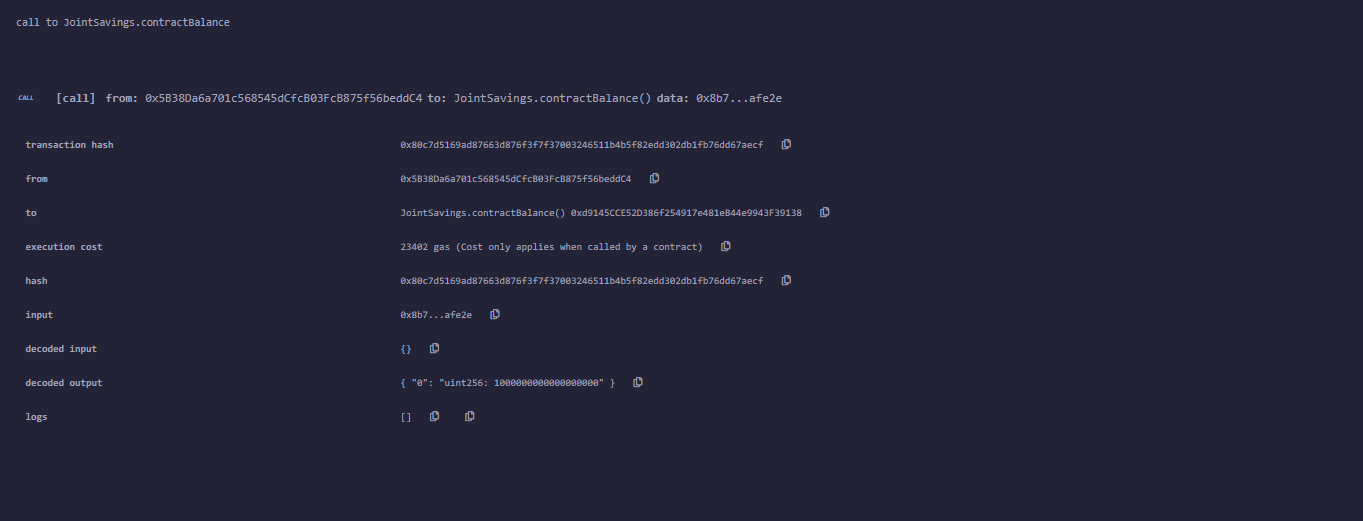 call to JointSavings.contractBalance
CALL [call] from: 0x5B38Da6a701c568545dCfcB03FcB875f56beddC4 to: JointSavings.contractBalance() data: 0x8b7...afe2e
transaction hash 0x80c7d5169ad87663d876f3f7f37003246511b4b5f82edd302db1fb76dd67aecf
from 0x5B38Da6a701c568545dCfcB03FcB875f56beddC4
to JointSavings.contractBalance() 0xd9145CCE52D386f254917e481eB44e9943F39138
execution cost 23402 gas (Cost only applies when called by a contract)
hash 0x80c7d5169ad87663d876f3f7f37003246511b4b5f82edd302db1fb76dd67aecf
input 0x8b7...afe2e
decoded input {}
decoded output { "0": "uint256: 1000000000000000000" }
logs []